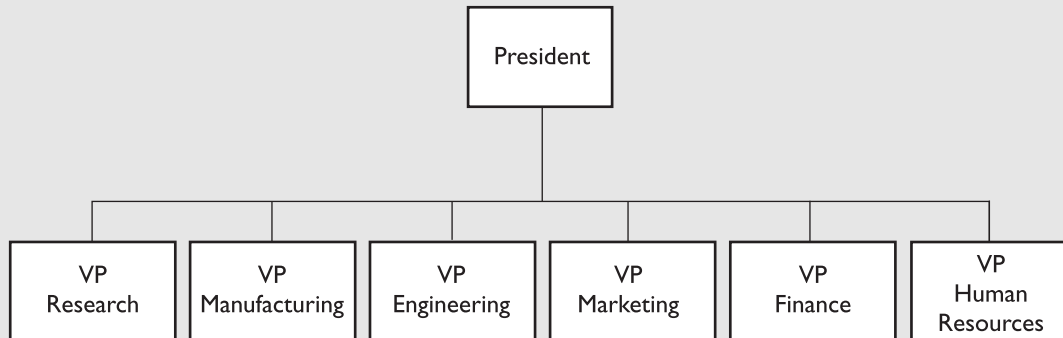 President
VP
Research
VP
Manufacturing
VP
Engineering
VP
Marketing
VP
Finance
VP
Human
Resources